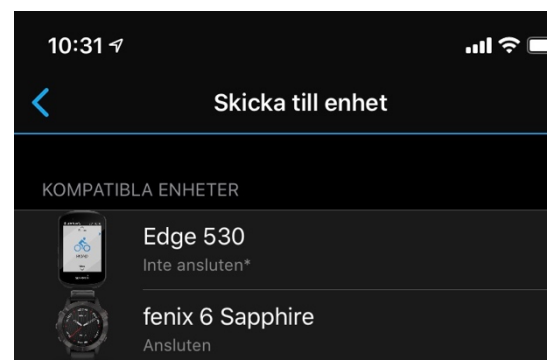 10:31
Skicka till enhet
KOMPATIBLA ENHETER
Edge 530
Inte ansluten*
fenix 6 Sapphire
Ansluten